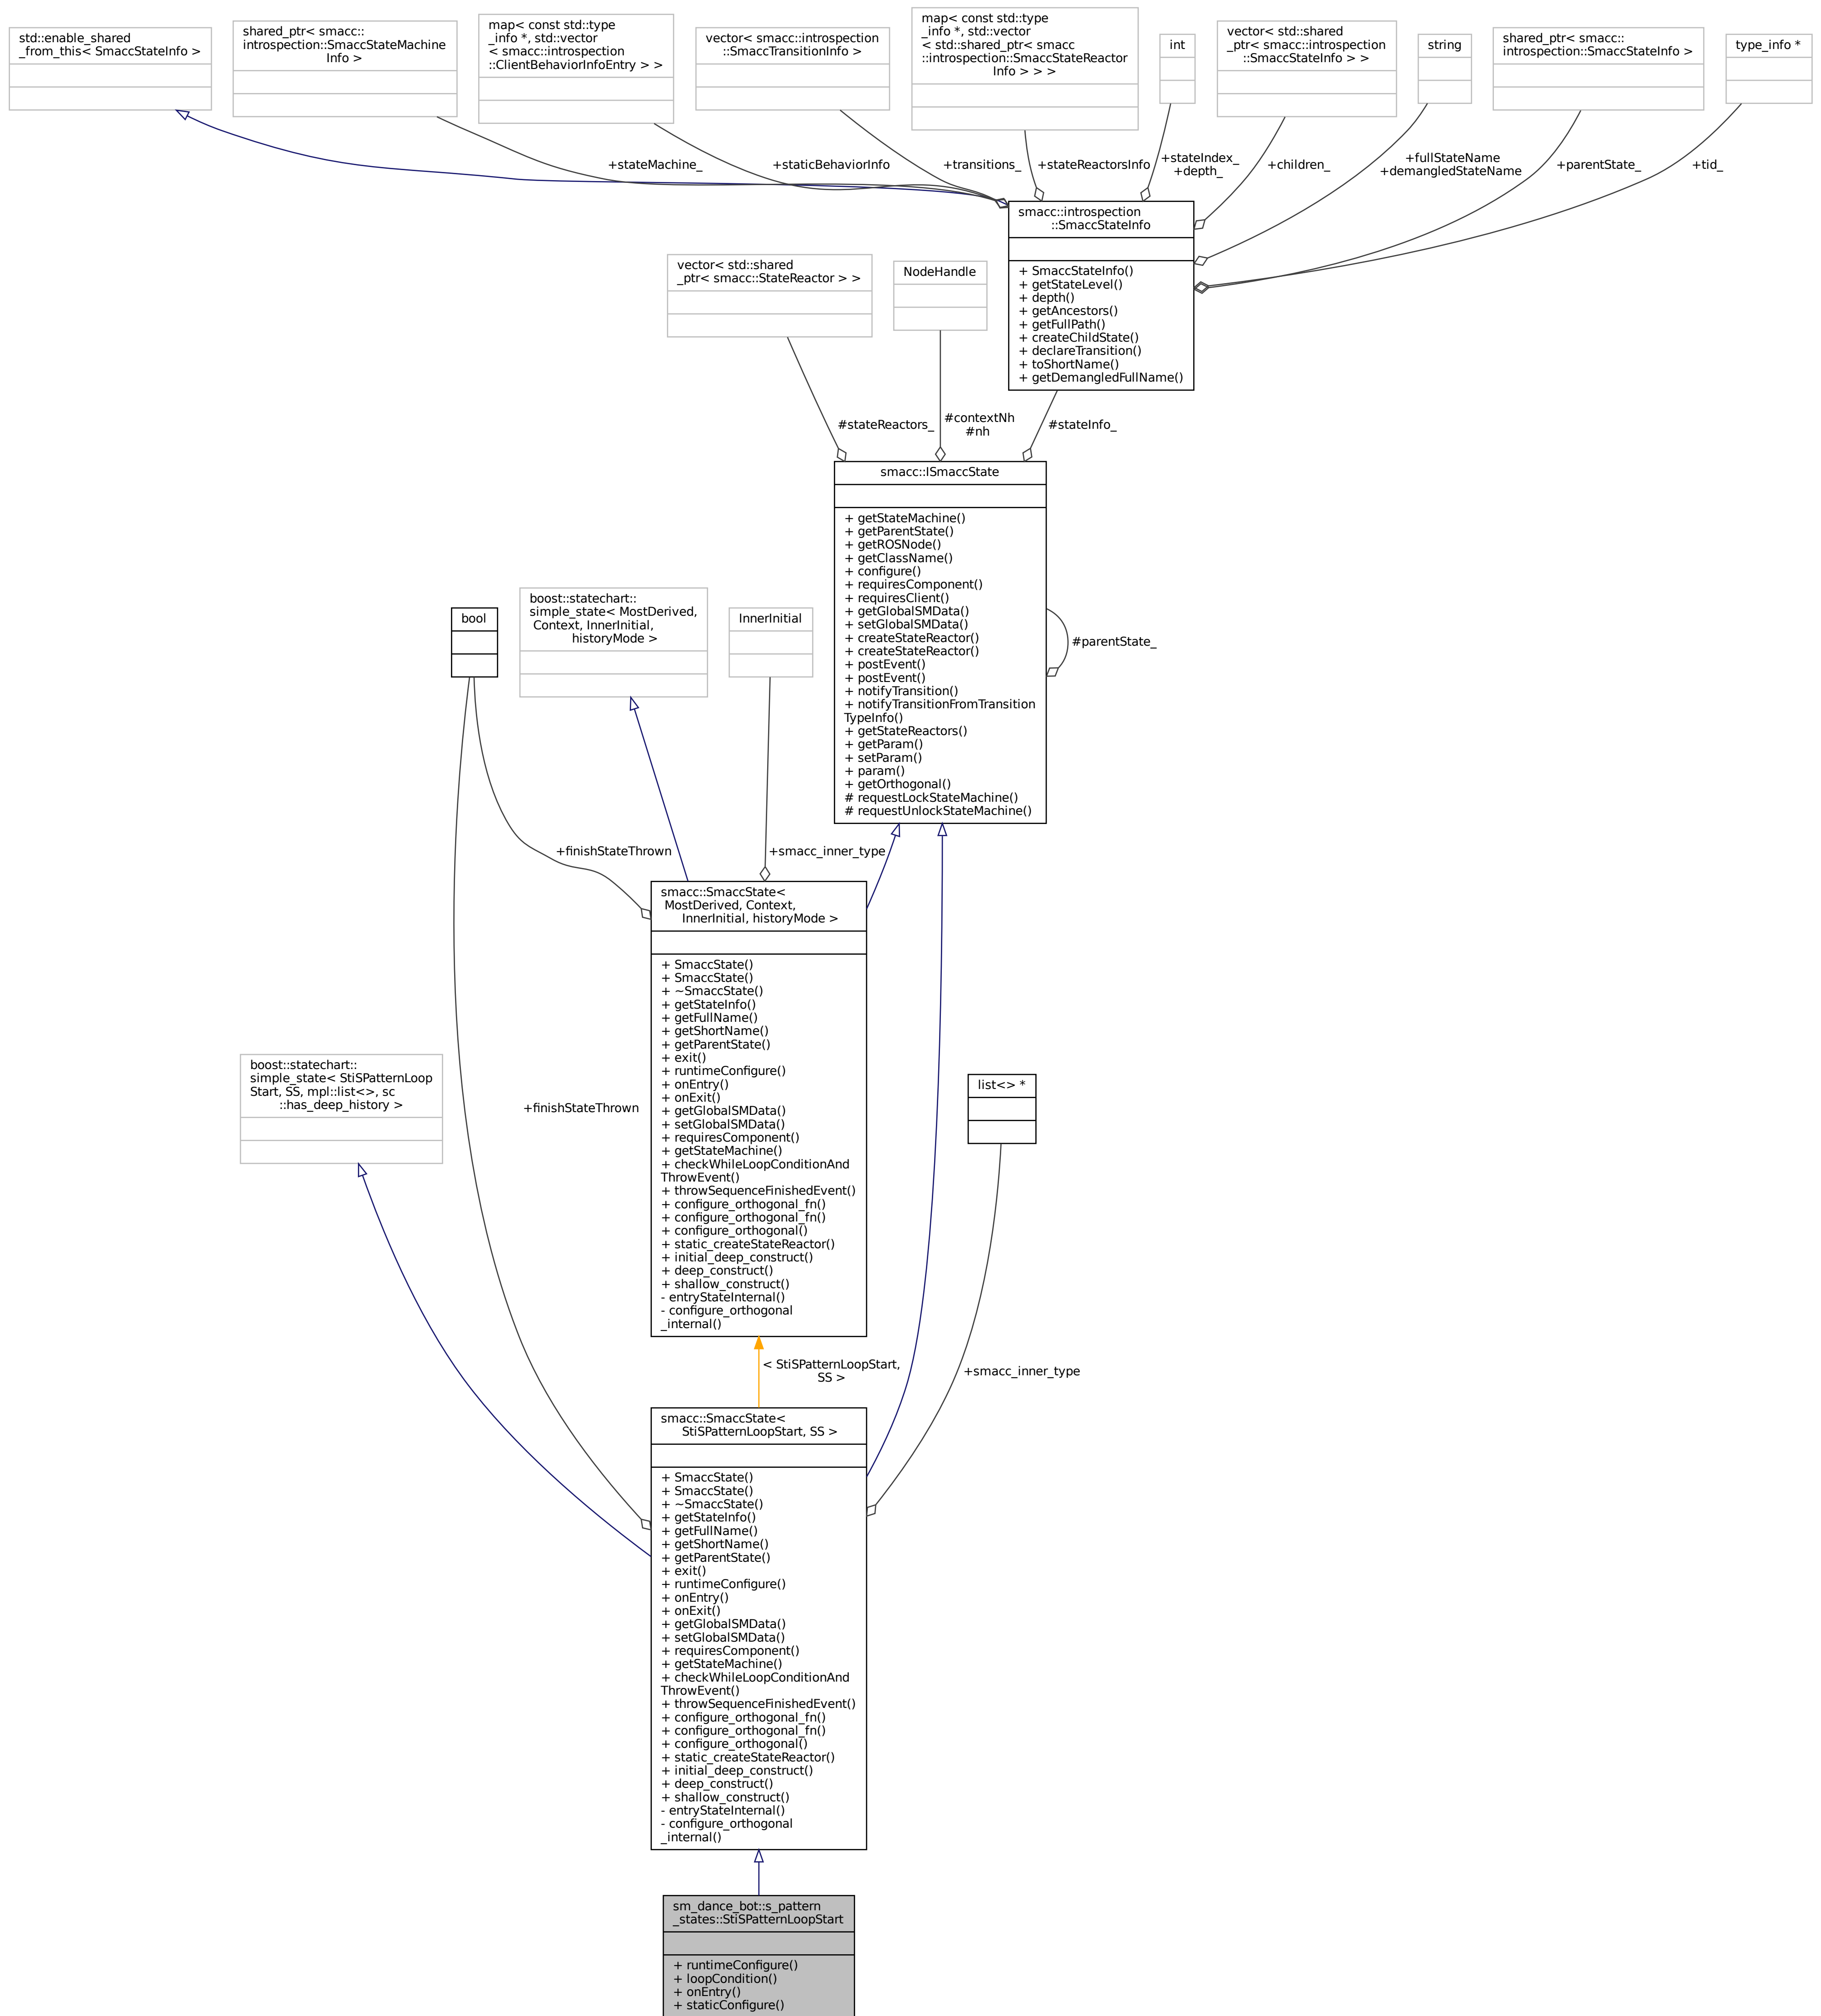 std::enable_shared
_from_this< SmaccStateInfo >
shared_ptr< smacc::
introspection::SmaccStateMachine
Info >
map< const std::type
_info *, std::vector
< smacc::introspection
::ClientBehaviorInfoEntry > >
vector< smacc::introspection
::SmaccTransitionInfo >
map< const std::type
_info *, std::vector
< std::shared_ptr< smacc
::introspection::SmaccStateReactor
Info > > >
int
vector< std::shared
_ptr< smacc::introspection
::SmaccStateInfo > >
string
shared_ptr< smacc::
introspection::SmaccStateInfo >
type_info *
+stateMachine_
+staticBehaviorInfo
+transitions_
+stateReactorsInfo
+stateIndex_
+depth_
+children_
+fullStateName
+demangledStateName
+parentState_
+tid_
smacc::introspection
::SmaccStateInfo
+ SmaccStateInfo()
+ getStateLevel()
+ depth()
+ getAncestors()
+ getFullPath()
+ createChildState()
+ declareTransition()
+ toShortName()
+ getDemangledFullName()
vector< std::shared
_ptr< smacc::StateReactor > >
NodeHandle
#stateReactors_
#contextNh
#nh
#stateInfo_
smacc::ISmaccState
+ getStateMachine()
+ getParentState()
+ getROSNode()
+ getClassName()
+ configure()
+ requiresComponent()
+ requiresClient()
+ getGlobalSMData()
+ setGlobalSMData()
+ createStateReactor()
+ createStateReactor()
+ postEvent()
+ postEvent()
+ notifyTransition()
+ notifyTransitionFromTransition
TypeInfo()
+ getStateReactors()
+ getParam()
+ setParam()
+ param()
+ getOrthogonal()
# requestLockStateMachine()
# requestUnlockStateMachine()
#parentState_
bool
boost::statechart::
simple_state< MostDerived,
Context, InnerInitial,
historyMode >
InnerInitial
+finishStateThrown
+smacc_inner_type
smacc::SmaccState<
MostDerived, Context,
InnerInitial, historyMode >
+ SmaccState()
+ SmaccState()
+ ~SmaccState()
+ getStateInfo()
+ getFullName()
+ getShortName()
+ getParentState()
+ exit()
+ runtimeConfigure()
+ onEntry()
+ onExit()
+ getGlobalSMData()
+ setGlobalSMData()
+ requiresComponent()
+ getStateMachine()
+ checkWhileLoopConditionAnd
ThrowEvent()
+ throwSequenceFinishedEvent()
+ configure_orthogonal_fn()
+ configure_orthogonal_fn()
+ configure_orthogonal()
+ static_createStateReactor()
+ initial_deep_construct()
+ deep_construct()
+ shallow_construct()
- entryStateInternal()
- configure_orthogonal
_internal()
boost::statechart::
simple_state< StiSPatternLoop
Start, SS, mpl::list<>, sc
::has_deep_history >
+finishStateThrown
list<> *
< StiSPatternLoopStart,
SS >
+smacc_inner_type
smacc::SmaccState<
StiSPatternLoopStart, SS >
+ SmaccState()
+ SmaccState()
+ ~SmaccState()
+ getStateInfo()
+ getFullName()
+ getShortName()
+ getParentState()
+ exit()
+ runtimeConfigure()
+ onEntry()
+ onExit()
+ getGlobalSMData()
+ setGlobalSMData()
+ requiresComponent()
+ getStateMachine()
+ checkWhileLoopConditionAnd
ThrowEvent()
+ throwSequenceFinishedEvent()
+ configure_orthogonal_fn()
+ configure_orthogonal_fn()
+ configure_orthogonal()
+ static_createStateReactor()
+ initial_deep_construct()
+ deep_construct()
+ shallow_construct()
- entryStateInternal()
- configure_orthogonal
_internal()
sm_dance_bot::s_pattern
_states::StiSPatternLoopStart
+ runtimeConfigure()
+ loopCondition()
+ onEntry()
+ staticConfigure()